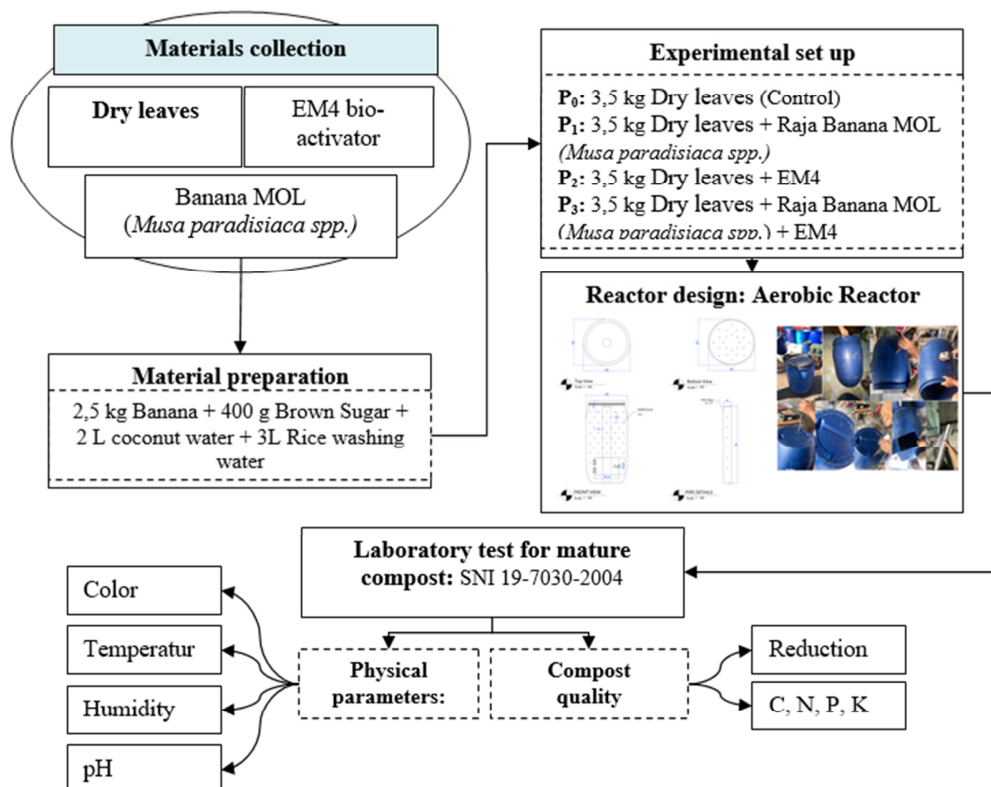 Materials collection
Dry leaves
EM4 bio-
activator
Banana MOL
(Musa paradisiaca spp.)
Material preparation
2,5 kg Banana + 400 g Brown Sugar +
2 L coconut water + 3L Rice washing
water
Experimental set up
P0: 3,5 kg Dry leaves (Control)
P1: 3,5 kg Dry leaves + Raja Banana MOL
(Musa paradisiaca spp.)
P2: 3,5 kg Dry leaves + EM4
P3: 3,5 kg Dry leaves + Raja Banana MOL
(Musa paradisiaca spp.) + EM4
Reactor design: Aerobic Reactor
Top View
Bottom View
FRONT VIEW
PIPE DETAILS
Laboratory test for mature
compost: SNI 19-7030-2004
Physical
parameters:
Compost
quality
Color
Temperatur
Humidity
pH
Reduction
C, N, P, K